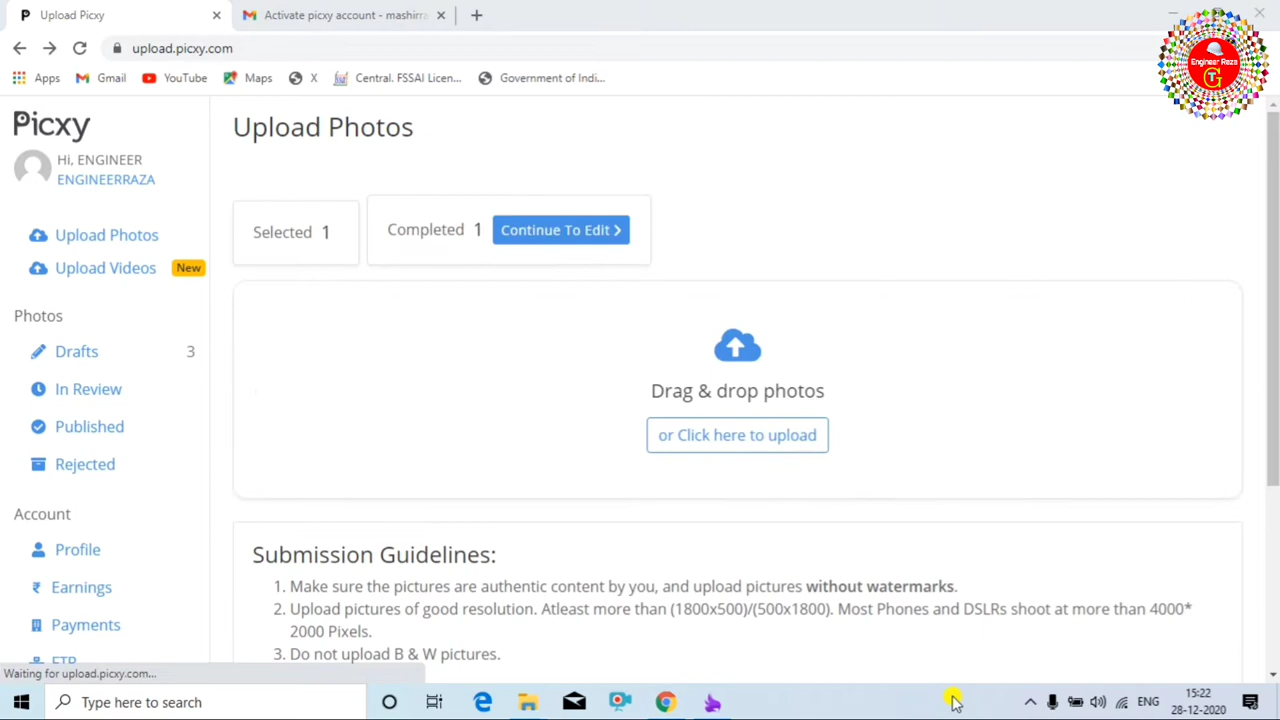 Upload Picxy
Activate picxy account - mashirra
upload.picxy.com
Apps
Gmail
YouTube
Maps
X
Central. FSSAI Licen...
Government of Indi...
Engineer Reza
G
T
Picxy
Hi, ENGINEER
ENGINEERRAZA
Upload Photos
Upload Videos New
Photos
Drafts 3
In Review
Published
Rejected
Account
Profile
Earnings
Payments
FTP
Upload Photos
Selected 1
Completed 1 Continue To Edit
Drag & drop photos
or Click here to upload
Submission Guidelines:
1. Make sure the pictures are authentic content by you, and upload pictures without watermarks.
2. Upload pictures of good resolution. Atleast more than (1800x500)/(500x1800). Most Phones and DSLRs shoot at more than 4000*
2000 Pixels.
3. Do not upload B & W pictures.
Waiting for upload.picxy.com...
Type here to search
ENG
15:22
28-12-2020